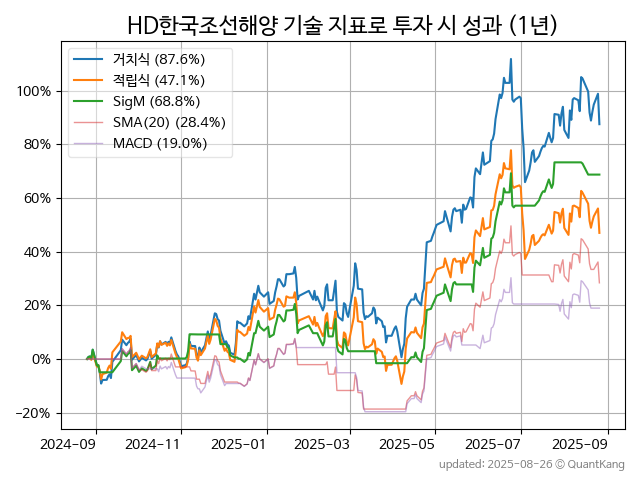 HD한국조선해양 기술 지표로 투자 시 성과 (1년)
거치식 (87.6%)
적립식 (47.1%)
SigM (68.8%)
SMA(20) (28.4%)
MACD (19.0%)
100%
80%
60%
40%
20%
0%
−20%
2024-09 2024-11 2025-01 2025-03 2025-05 2025-07 2025-09
updated: 2025-08-26 © QuantKang